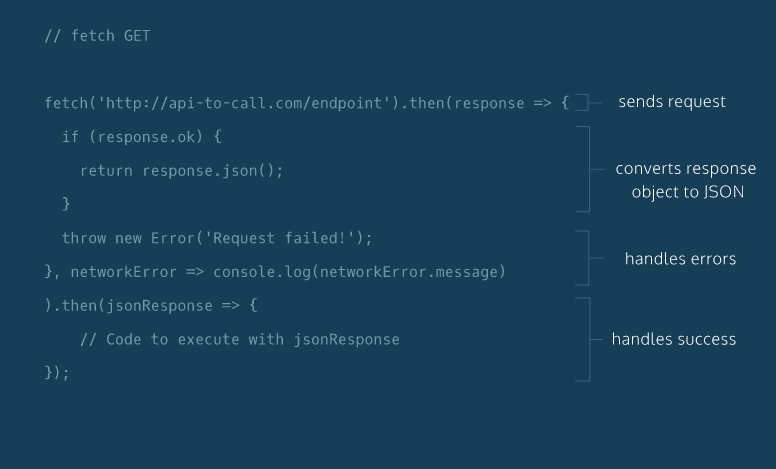 // fetch GET
fetch('http://api-to-call.com/endpoint').then(response => {
sends request
if (response.ok) {
return response.json();
}
converts response
object to JSON
throw new Error('Request failed!');
}, networkError => console.log(networkError.message)
handles errors
).then(jsonResponse => {
// Code to execute with jsonResponse
});
handles success